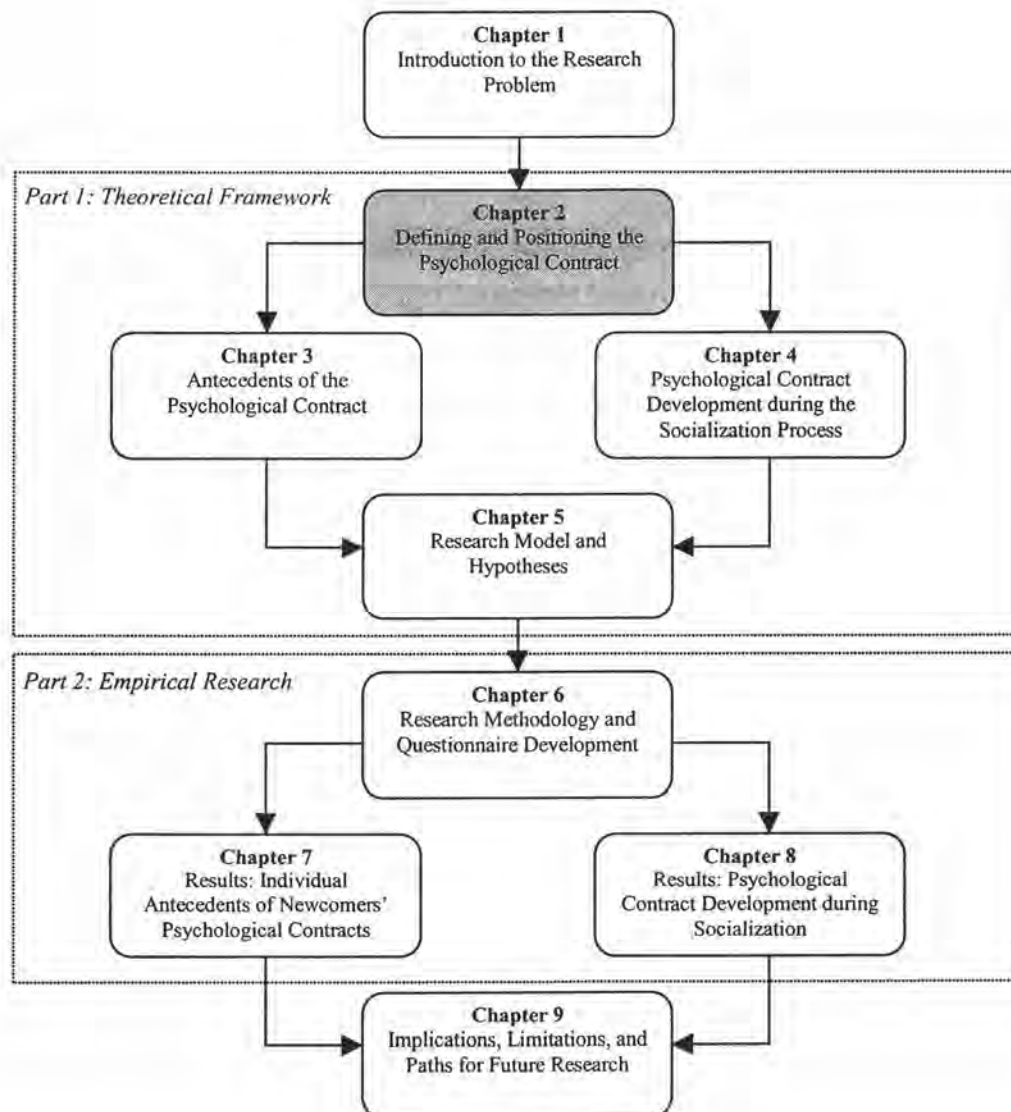 Chapter 1
Introduction to the Research
Problem
Part 1: Theoretical Framework
Chapter 2
Defining and Positioning the
Psychological Contract
Chapter 3
Antecedents of the
Psychological Contract
Chapter 4
Psychological Contract
Development during the
Socialization Process
Chapter 5
Research Model and
Hypotheses
Part 2: Empirical Research
Chapter 6
Research Methodology and
Questionnaire Development
Chapter 7
Results: Individual
Antecedents of Newcomers'
Psychological Contracts
Chapter 8
Results: Psychological
Contract Development during
Socialization
Chapter 9
Implications, Limitations, and
Paths for Future Research